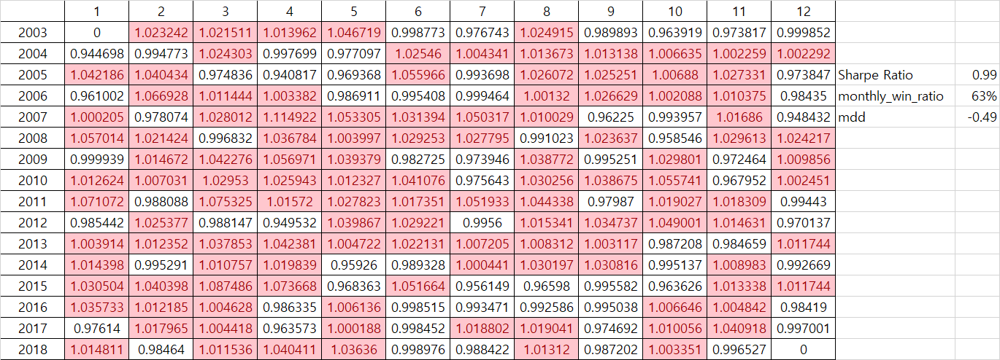 1 2 3 4 5 6 7 8 9 10 11 12
2003 0 1.023242 1.021511 1.013962 1.046719 0.998773 0.976743 1.024915 0.989893 0.963919 0.973817 0.999852
2004 0.944698 0.994773 1.024303 0.997699 0.977097 1.02546 1.004341 1.013673 1.013138 1.006635 1.002259 1.002292
2005 1.042186 1.040434 0.974836 0.940817 0.969368 1.055966 0.993698 1.026072 1.025251 1.00688 1.027331 0.973847 Sharpe Ratio 0.99
2006 0.961002 1.066928 1.011444 1.003382 0.986911 0.995408 0.999464 1.00132 1.026629 1.002088 1.010375 0.98435 monthly_win_ratio 63%
2007 1.000205 0.978074 1.028012 1.114922 1.053305 1.031394 1.050317 1.010029 0.96225 0.993957 1.01686 0.948432 mdd -0.49
2008 1.057014 1.021424 0.996832 1.036784 1.003997 1.029253 1.027795 0.991023 1.023637 0.958546 1.029613 1.024217
2009 0.999939 1.014672 1.042276 1.056971 1.039379 0.982725 0.973946 1.038772 0.995251 1.029801 0.972464 1.009856
2010 1.012624 1.007031 1.02953 1.025943 1.012327 1.041076 0.975643 1.030256 1.038675 1.055741 0.967952 1.002451
2011 1.071072 0.988088 1.075325 1.01572 1.027823 1.017351 1.051933 1.044338 0.97987 1.019027 1.018309 0.99443
2012 0.985442 1.025377 0.988147 0.949532 1.039867 1.029221 0.9956 1.015341 1.034737 1.049001 1.014631 0.970137
2013 1.003914 1.012352 1.037853 1.042381 1.004722 1.022131 1.007205 1.008312 1.003117 0.987208 0.984659 1.011744
2014 1.014398 0.995291 1.010757 1.019839 0.95926 0.989328 1.000441 1.030197 1.030816 0.995137 1.008983 0.992669
2015 1.030504 1.040398 1.087486 1.073668 0.968363 1.051664 0.956149 0.96598 0.995582 0.963626 1.013338 1.011744
2016 1.035733 1.012185 1.004628 0.986335 1.006136 0.998515 0.993471 0.992586 0.995038 1.006646 1.004842 0.98419
2017 0.97614 1.017965 1.004418 0.963573 1.000188 0.998452 1.018802 1.019041 0.974692 1.010056 1.040918 0.997001
2018 1.014811 0.98464 1.011536 1.040411 1.03636 0.998976 0.988422 1.01312 0.987202 1.003351 0.996527 0